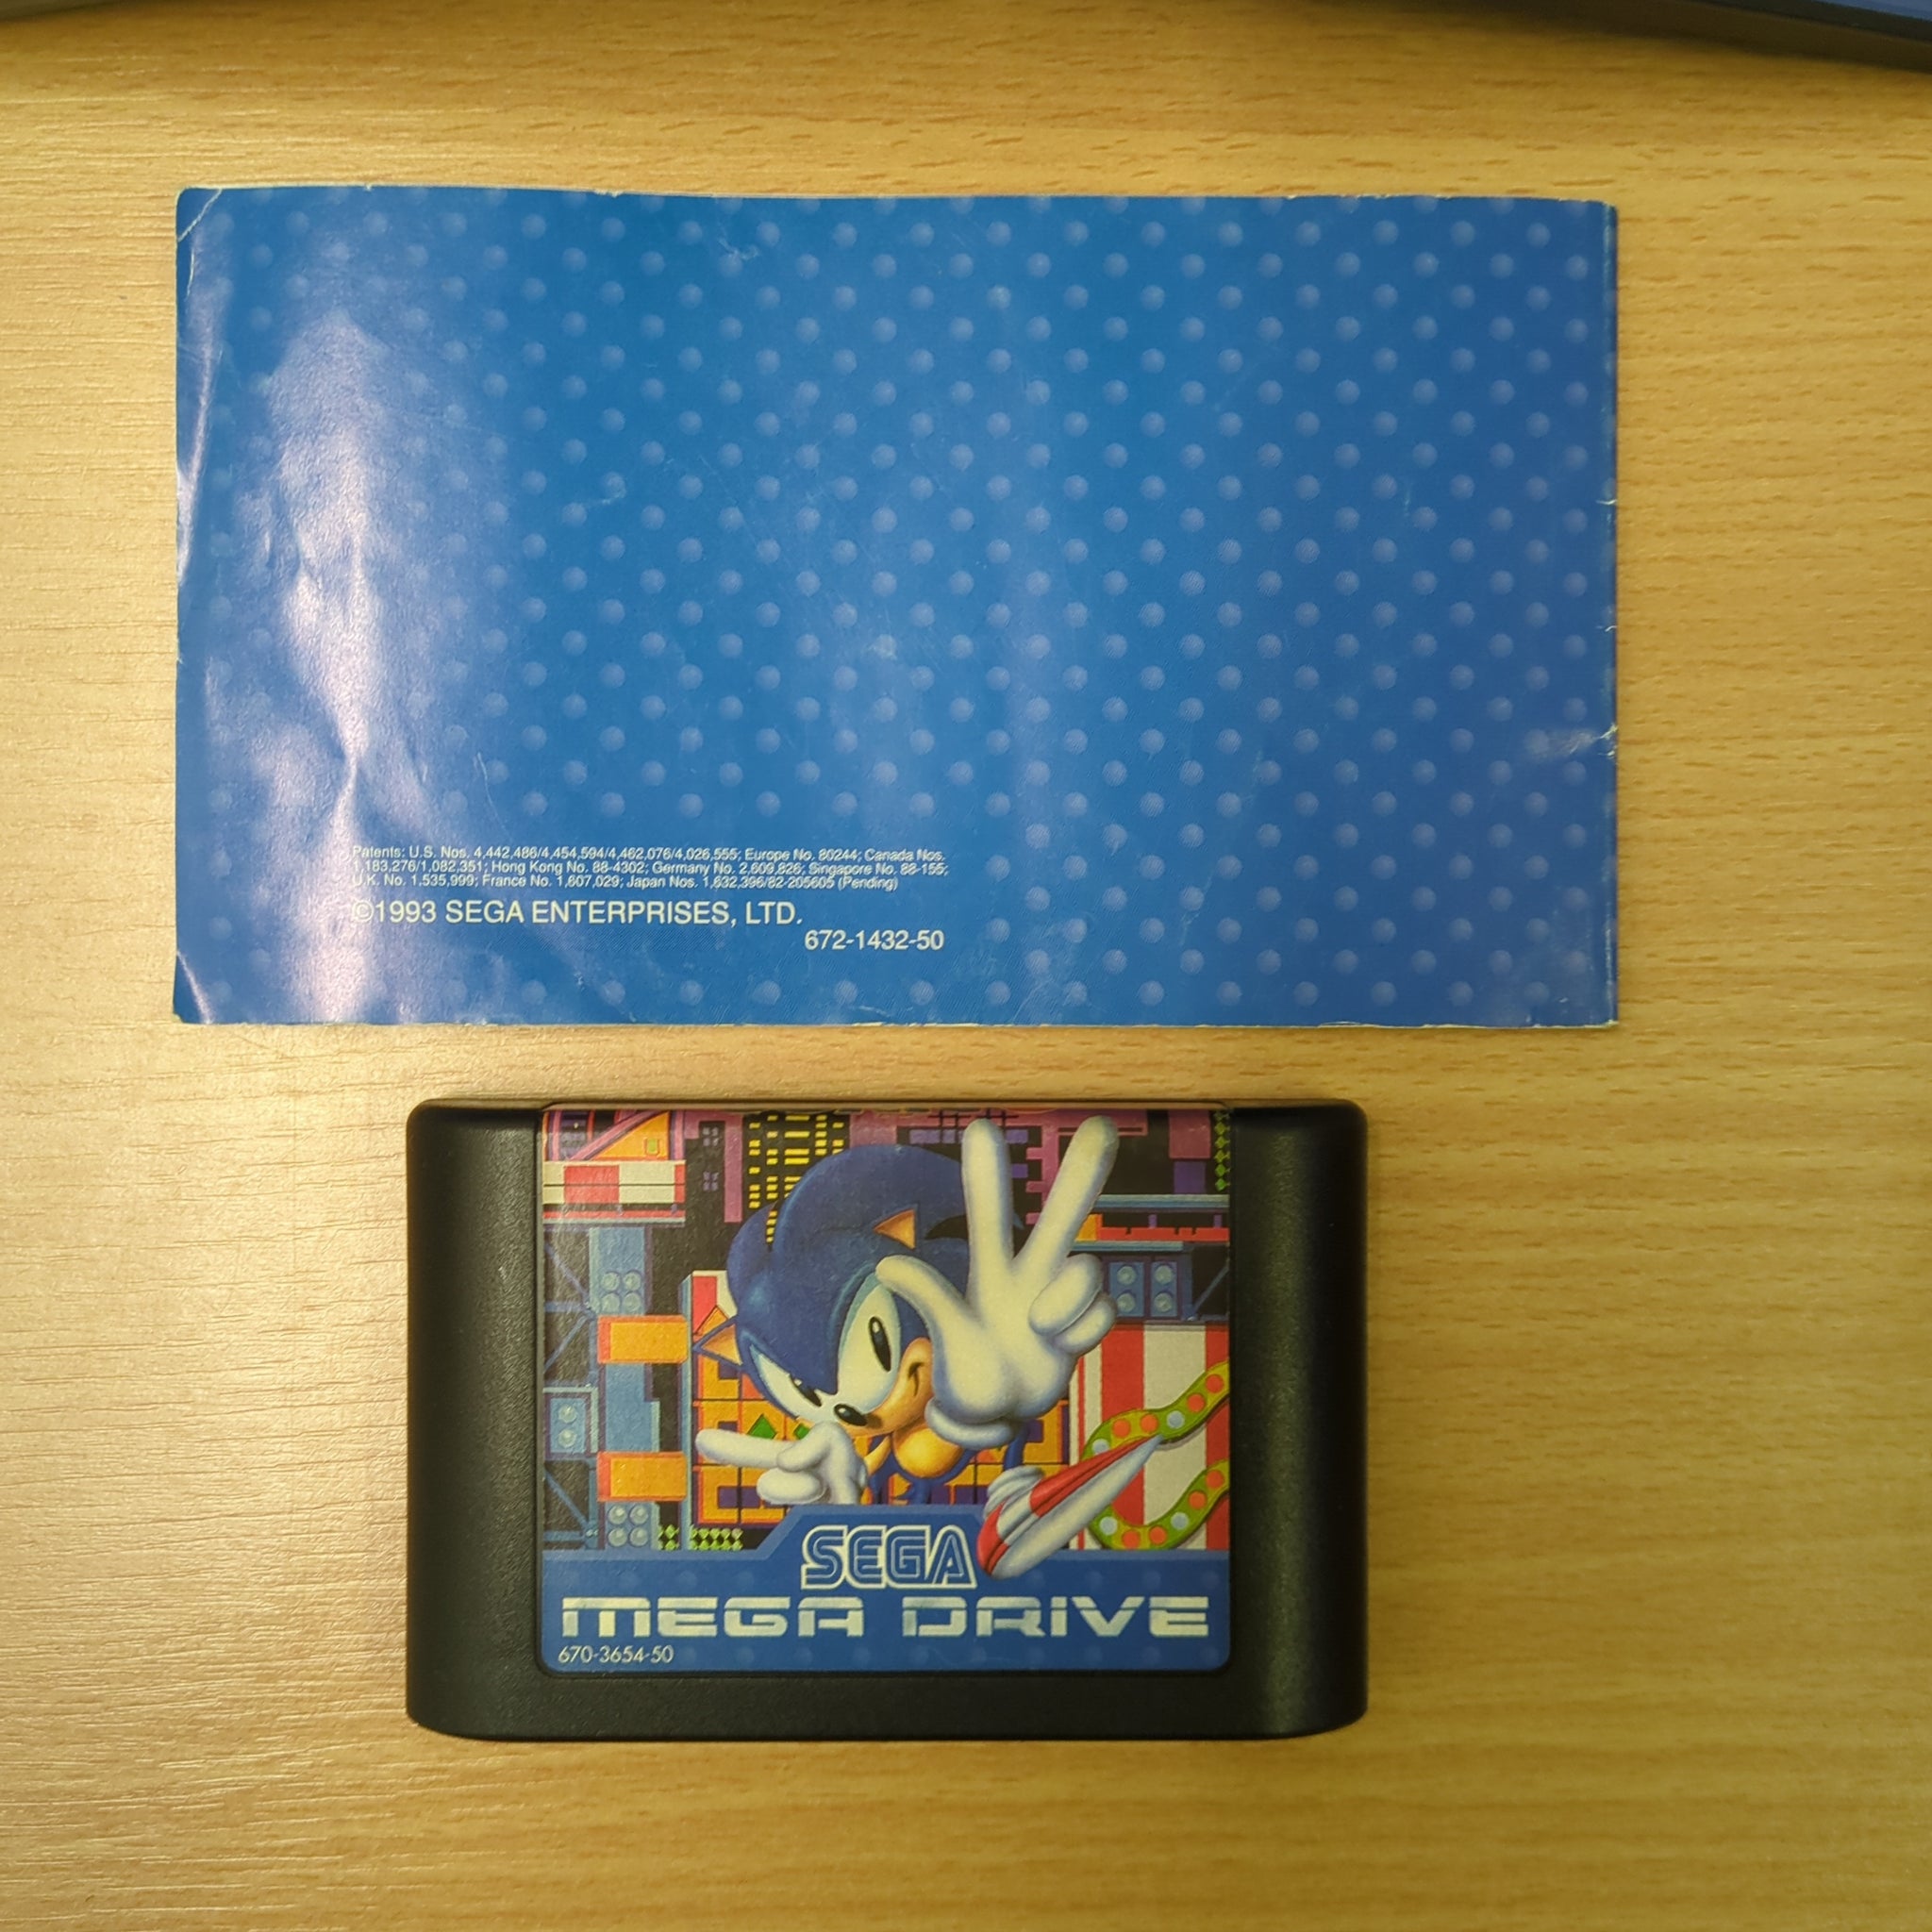 Patents: U.S. Nos. 4,442,486/4,454,594/4,462,076/4,026,555; Europe No. 80244; Canada Nos.
1,183,276/1,082,351; Hong Kong No. 88-4302; Germany No. 2,609,826; Singapore No. 88-155;
U.K. No. 1,535,999; France No. 1,607,029; Japan Nos. 1,632,396/82-205605 (Pending)
©1993 SEGA ENTERPRISES, LTD.
672-1432-50
SEGA
MEGA DRIVE
670-3654-50